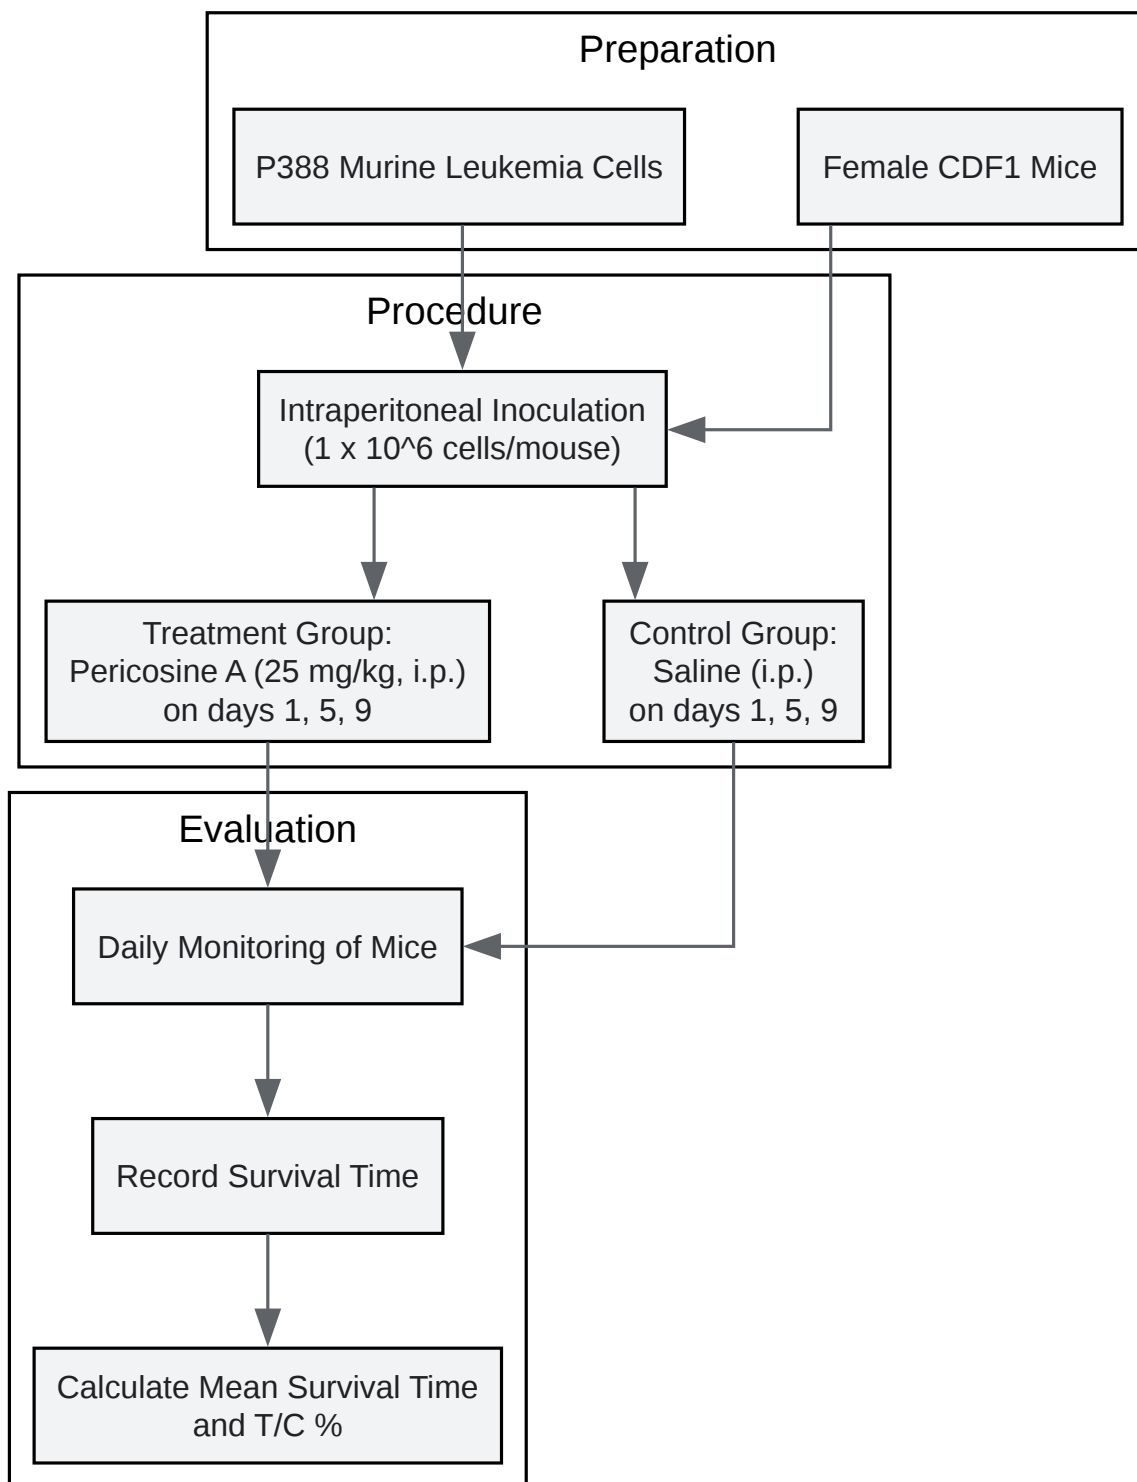 Preparation
P388 Murine Leukemia Cells
Female CDF1 Mice
Procedure
Intraperitoneal Inoculation
(1 x 10^6 cells/mouse)
Treatment Group:
Pericosine A (25 mg/kg, i.p.)
on days 1, 5, 9
Control Group:
Saline (i.p.)
on days 1, 5, 9
Evaluation
Daily Monitoring of Mice
Record Survival Time
Calculate Mean Survival Time
and T/C %